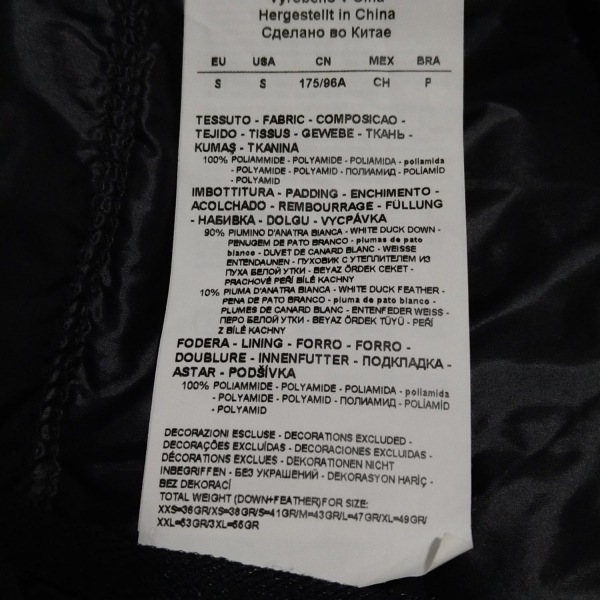 Vyrobeno v Číně
Hergestellt in China
Сделано во Китае
EU USA CN MEX BRA
S S 175/96A CH P
TESSUTO - FABRIC - COMPOSICAO -
TEJIDO - TISSUS - GEWEBE - ТКАНЬ -
KUMAŞ - TKANINA
100% POLIAMMIDE - POLYAMIDE - POLIAMIDA - poliamida
- POLYAMIDE - POLYAMID - ПОЛИАМИД - POLİAMİD
- POLYAMID
IMBOTTITURA - PADDING - ENCHIMENTO -
ACOLCHADO - REMBOURRAGE - FÜLLUNG
- НАБИВКА - DOLGU - VYCPÁVKA
90% PIUMINO D'ANATRA BIANCA - WHITE DUCK DOWN -
PENUGEM DE PATO BRANCO - plumas de pato
blanco - DUVET DE CANARD BLANC - WEISSE
ENTENDAUNEN - ПУХОВИК С УТЕПЛИТЕЛЕМ ИЗ
ПУХА БЕЛОЙ УТКИ - BEYAZ ÖRDEK CEKET -
PRACHOVÉ PEŘÍ BÍLÉ KACHNY
10% PIUMA D'ANATRA BIANCA - WHITE DUCK FEATHER -
PENA DE PATO BRANCO - pluma de pato blanco -
PLUMES DE CANARD BLANC - ENTENFEDER WEISS -
ПЕРО БЕЛОЙ УТКИ - BEYAZ ÖRDEK TÜYÜ - PEŘÍ
Z BÍLÉ KACHNY
FODERA - LINING - FORRO - FORRO -
DOUBLURE - INNENFUTTER - ПОДКЛАДКА -
ASTAR - PODŠÍVKA
100% POLIAMMIDE - POLYAMIDE - POLIAMIDA - poliamida
- POLYAMIDE - POLYAMID - ПОЛИАМИД - POLİAMİD
- POLYAMID
DECORAZIONI ESCLUSE - DECORATIONS EXCLUDED -
DECORAÇÕES EXCLUÍDAS - DECORACIONES EXCLUIDAS -
DÉCORATIONS EXCLUES - DEKORATIONEN NICHT
INBEGRIFFEN - БЕЗ УКРАШЕНИЙ - DEKORASYON HARİÇ -
BEZ DEKORACÍ
TOTAL WEIGHT (DOWN+FEATHER)FOR SIZE:
XXS=36GR/XS=38GR/S=41GR/M=43GR/L=47GR/XL=49GR/
XXL=53GR/3XL=55GR